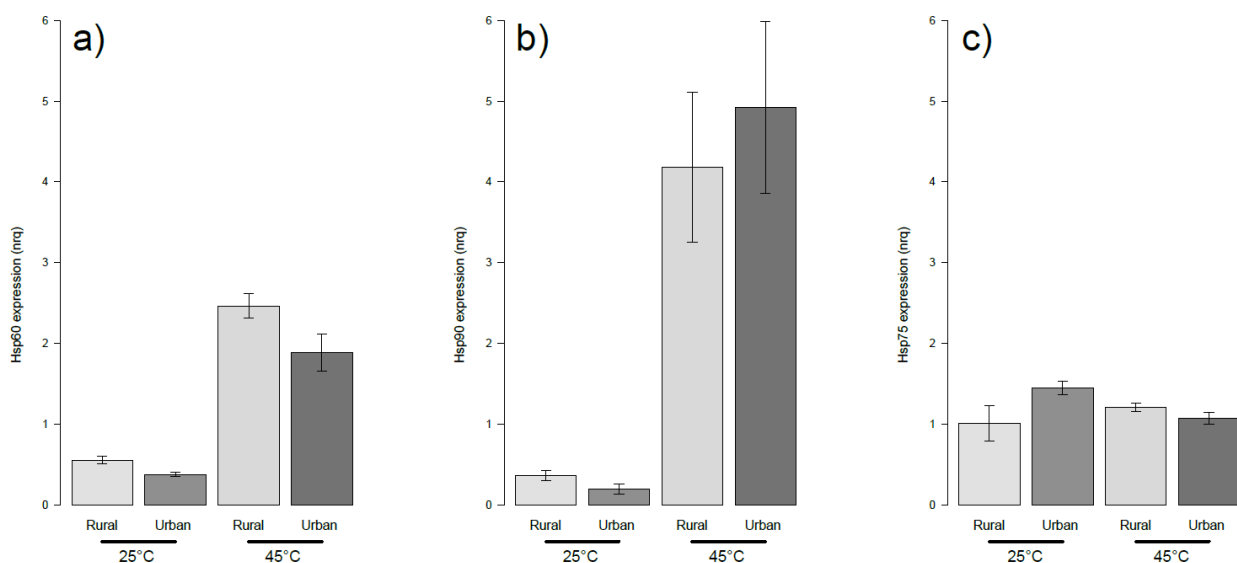 a)
Hsp60 expression (nrq)
6
5
4
3
2
1
0
Rural Urban Rural Urban
25°C 45°C
b)
Hsp90 expression (nrq)
6
5
4
3
2
1
0
Rural Urban Rural Urban
25°C 45°C
c)
Hsp75 expression (nrq)
6
5
4
3
2
1
0
Rural Urban Rural Urban
25°C 45°C